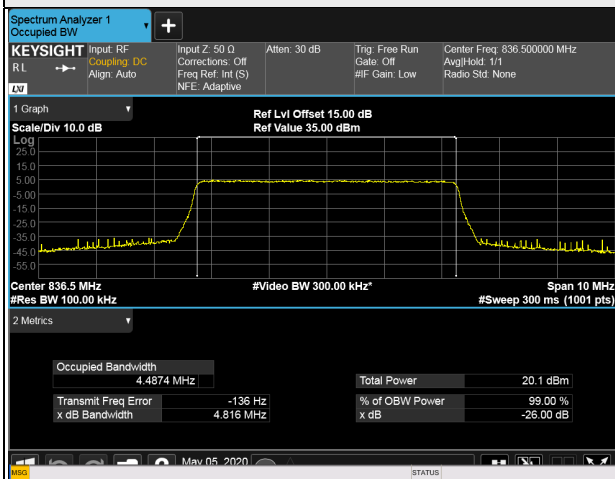 Spectrum Analyzer 1
Occupied BW
+
KEYSIGHT
RL
LXI
Input: RF
Coupling: DC
Align: Auto
Input Z: 50 Ω
Corrections: Off
Freq Ref: Int (S)
NFE: Adaptive
Atten: 30 dB
Trig: Free Run
Gate: Off
#IF Gain: Low
Center Freq: 836.500000 MHz
Avg|Hold: 1/1
Radio Std: None
1 Graph
Scale/Div 10.0 dB
Ref Lvl Offset 15.00 dB
Ref Value 35.00 dBm
Log
25.0
15.0
5.00
-5.00
-15.0
-25.0
-35.0
-45.0
-55.0
Center 836.5 MHz
#Video BW 300.00 kHz*
Span 10 MHz
#Res BW 100.00 kHz
#Sweep 300 ms (1001 pts)
2 Metrics
Occupied Bandwidth
4.4874 MHz
Total Power 20.1 dBm
Transmit Freq Error -136 Hz
% of OBW Power 99.00 %
x dB Bandwidth 4.816 MHz
x dB -26.00 dB
May 05, 2020
MSG
STATUS